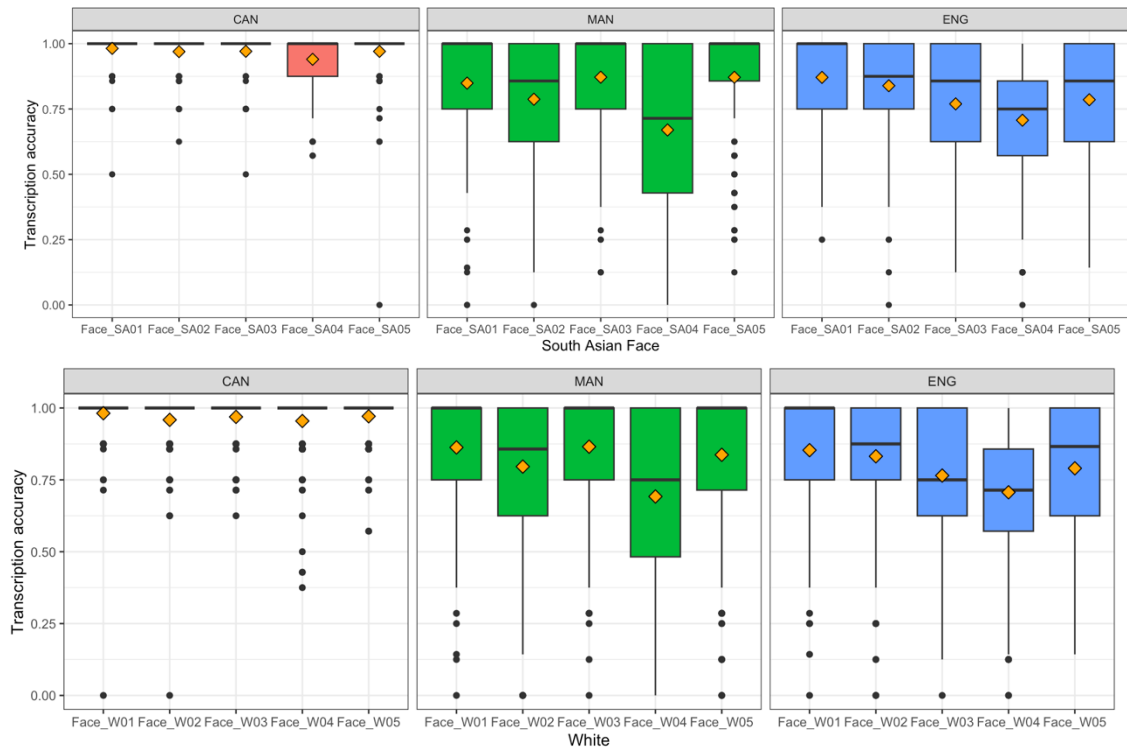 CAN MAN ENG
Transcription accuracy
1.00
0.75
0.50
0.25
0.00
Face_SA01 Face_SA02 Face_SA03 Face_SA04 Face_SA05 Face_SA01 Face_SA02 Face_SA03 Face_SA04 Face_SA05 Face_SA01 Face_SA02 Face_SA03 Face_SA04 Face_SA05
South Asian Face
CAN MAN ENG
Transcription accuracy
1.00
0.75
0.50
0.25
0.00
Face_W01 Face_W02 Face_W03 Face_W04 Face_W05 Face_W01 Face_W02 Face_W03 Face_W04 Face_W05 Face_W01 Face_W02 Face_W03 Face_W04 Face_W05
White